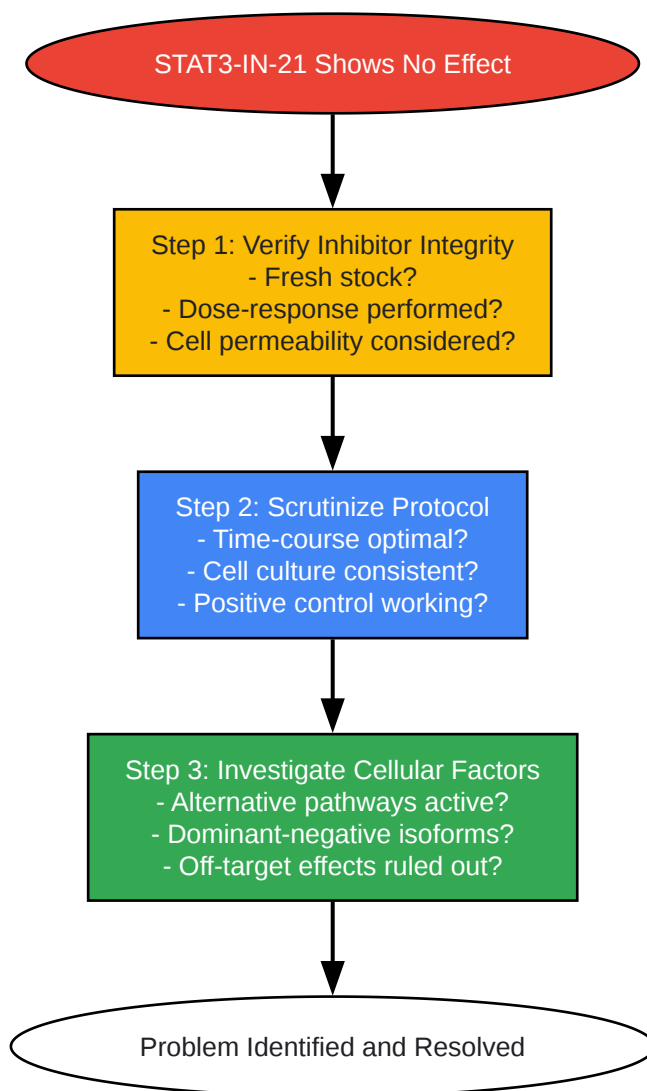 STAT3-IN-21 Shows No Effect
Step 1: Verify Inhibitor Integrity
- Fresh stock?
- Dose-response performed?
- Cell permeability considered?
Step 2: Scrutinize Protocol
- Time-course optimal?
- Cell culture consistent?
- Positive control working?
Step 3: Investigate Cellular Factors
- Alternative pathways active?
- Dominant-negative isoforms?
- Off-target effects ruled out?
Problem Identified and Resolved